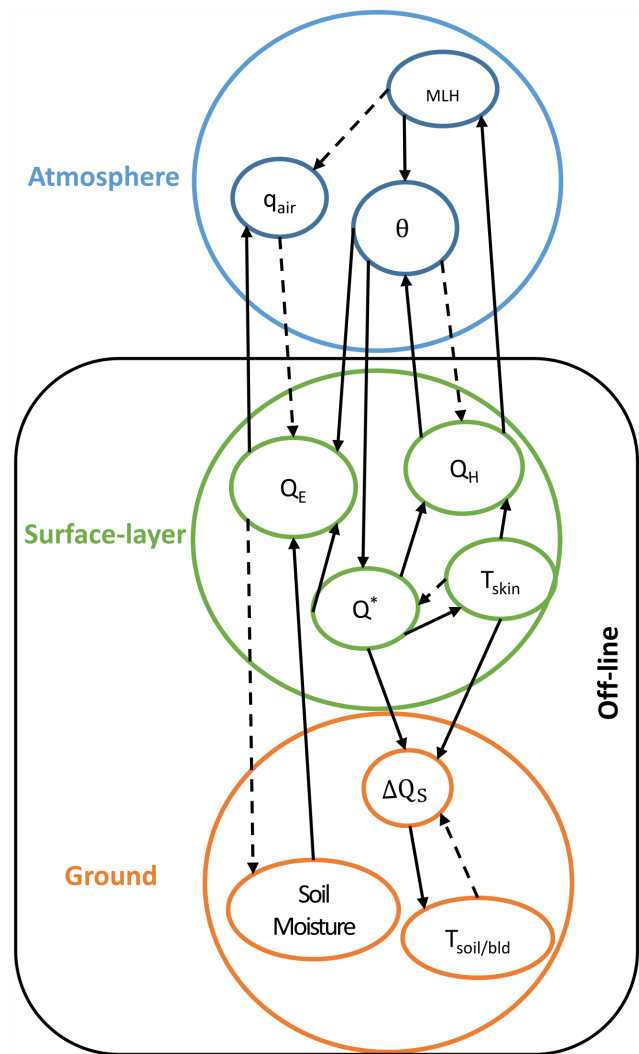 MLH
Atmosphere
q_air
θ
Q_H
Q_E
Surface-layer
T_skin
Q*
Off-line
ΔQ_S
Ground
Soil
Moisture
T_soil/bld